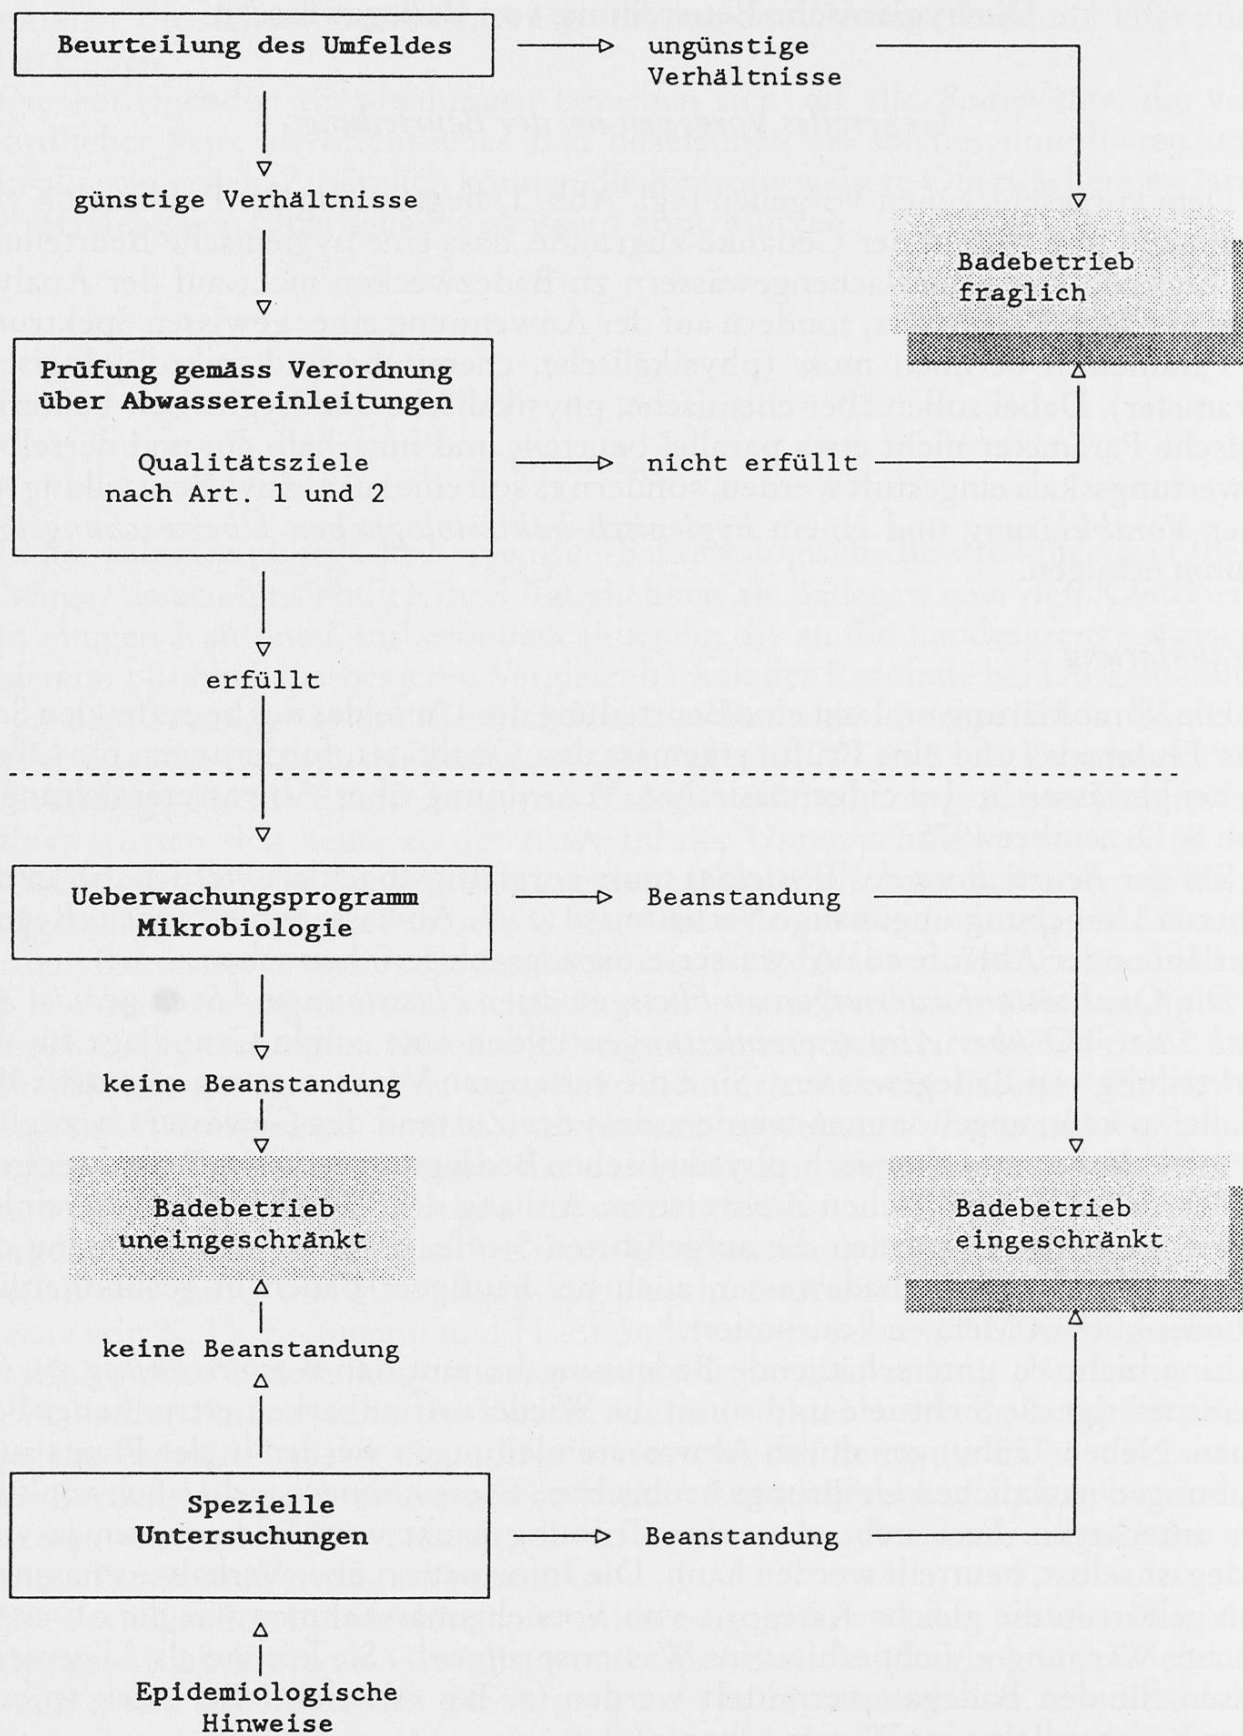 Beurteilung des Umfeldes
ungünstige
Verhältnisse
günstige Verhältnisse
Badebetrieb
fraglich
Prüfung gemäss Verordnung
über Abwassereinleitungen
Qualitätsziele
nach Art. 1 und 2
nicht erfüllt
erfüllt
Ueberwachungsprogramm
Mikrobiologie
Beanstandung
keine Beanstandung
Badebetrieb
uneingeschränkt
Badebetrieb
eingeschränkt
keine Beanstandung
Spezielle
Untersuchungen
Beanstandung
Epidemiologische
Hinweise